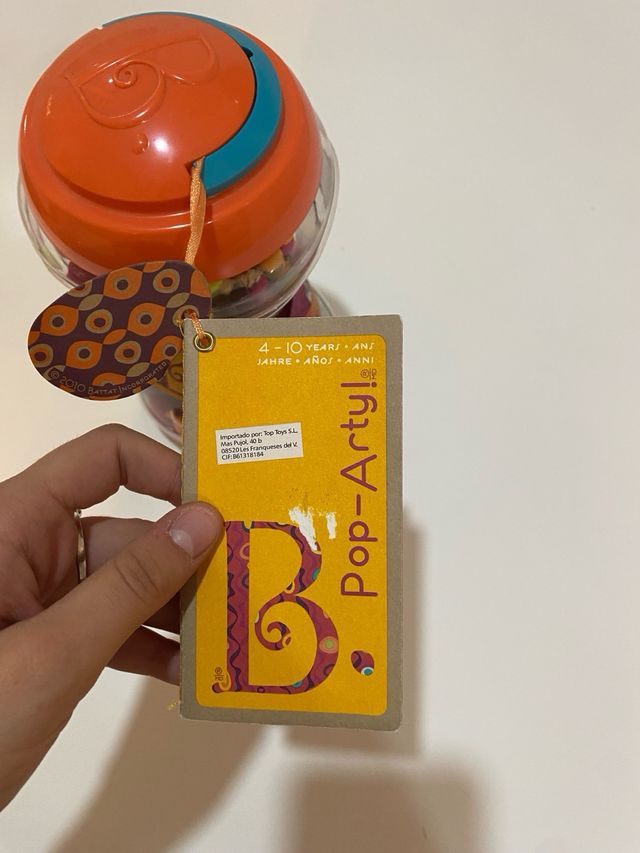 B.
© 2010 BATTAT INCORPORATED
4 – 10 YEARS • ANS
JAHRE • AÑOS • ANNI
Importado por: Top Toys S.L.
Mas Pujol, 40 b
08520 Les Franqueses del V.
CIF: B61318184
Pop-Arty!®
MD
B.